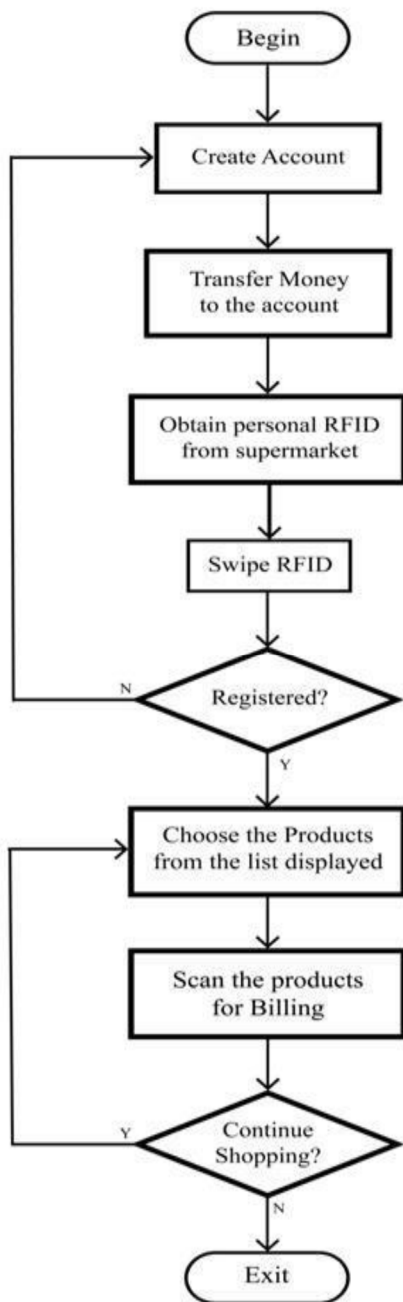 Begin
Create Account
Transfer Money
to the account
Obtain personal RFID
from supermarket
Swipe RFID
N
Registered?
Y
Choose the Products
from the list displayed
Scan the products
for Billing
Y
Continue
Shopping?
N
Exit